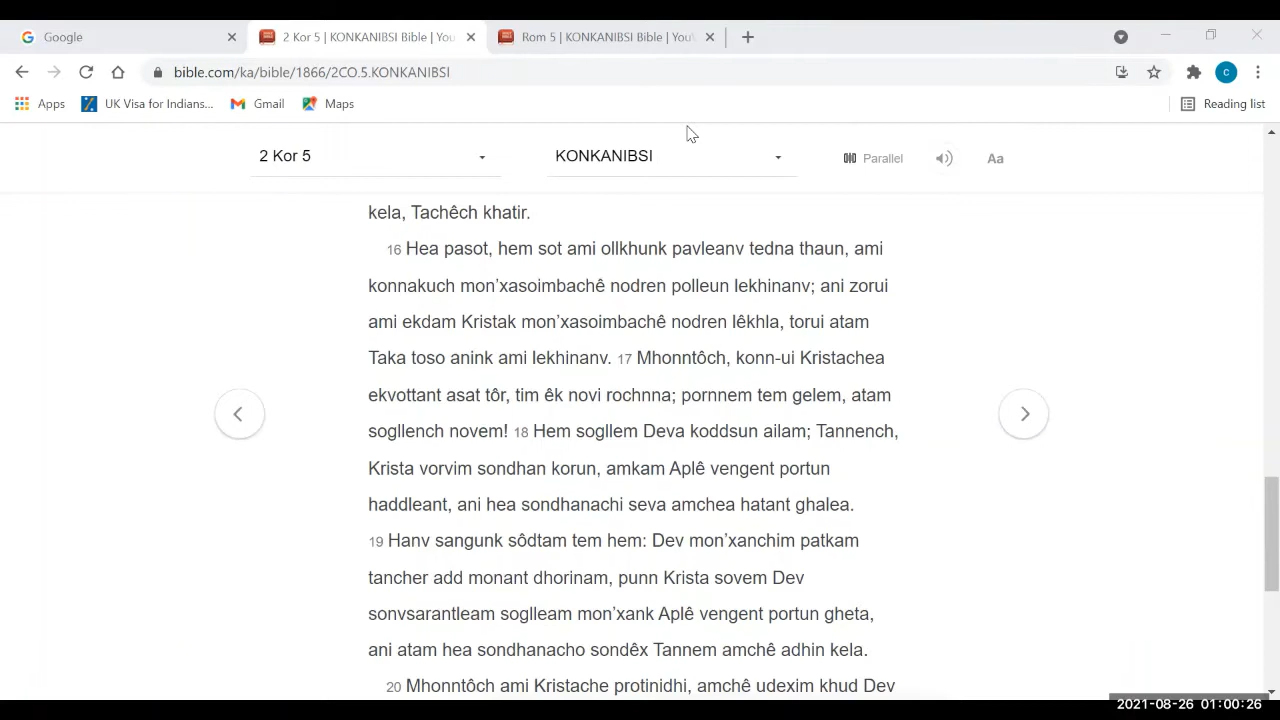 Google
2 Kor 5 | KONKANIBSI Bible | You
Rom 5 | KONKANIBSI Bible | YouV
bible.com/ka/bible/1866/2CO.5.KONKANIBSI
c
Apps
UK Visa for Indians...
Gmail
Maps
Reading list
2 Kor 5
KONKANIBSI
Parallel
Aa
kela, Tachêch khatir.
16 Hea pasot, hem sot ami ollkhunk pavleanv tedna thaun, ami
konnakuch mon’xasoimbachê nodren polleun lekhinanv; ani zorui
ami ekdam Kristak mon’xasoimbachê nodren lêkhla, torui atam
Taka toso anink ami lekhinanv. 17 Mhonntôch, konn-ui Kristachea
ekvottant asat tôr, tim êk novi rochnna; pornnem tem gelem, atam
sogllench novem! 18 Hem sogllem Deva koddsun ailam; Tannench,
Krista vorvim sondhan korun, amkam Aplê vengent portun
haddleant, ani hea sondhanachi seva amchea hatant ghalea.
19 Hanv sangunk sôdtam tem hem: Dev mon’xanchim patkam
tancher add monant dhorinam, punn Krista sovem Dev
sonvsarantleam soglleam mon’xank Aplê vengent portun gheta,
ani atam hea sondhanacho sondêx Tannem amchê adhin kela.
20 Mhonntôch ami Kristache protinidhi, amchê udexim khud Dev
2021-08-26 01:00:26